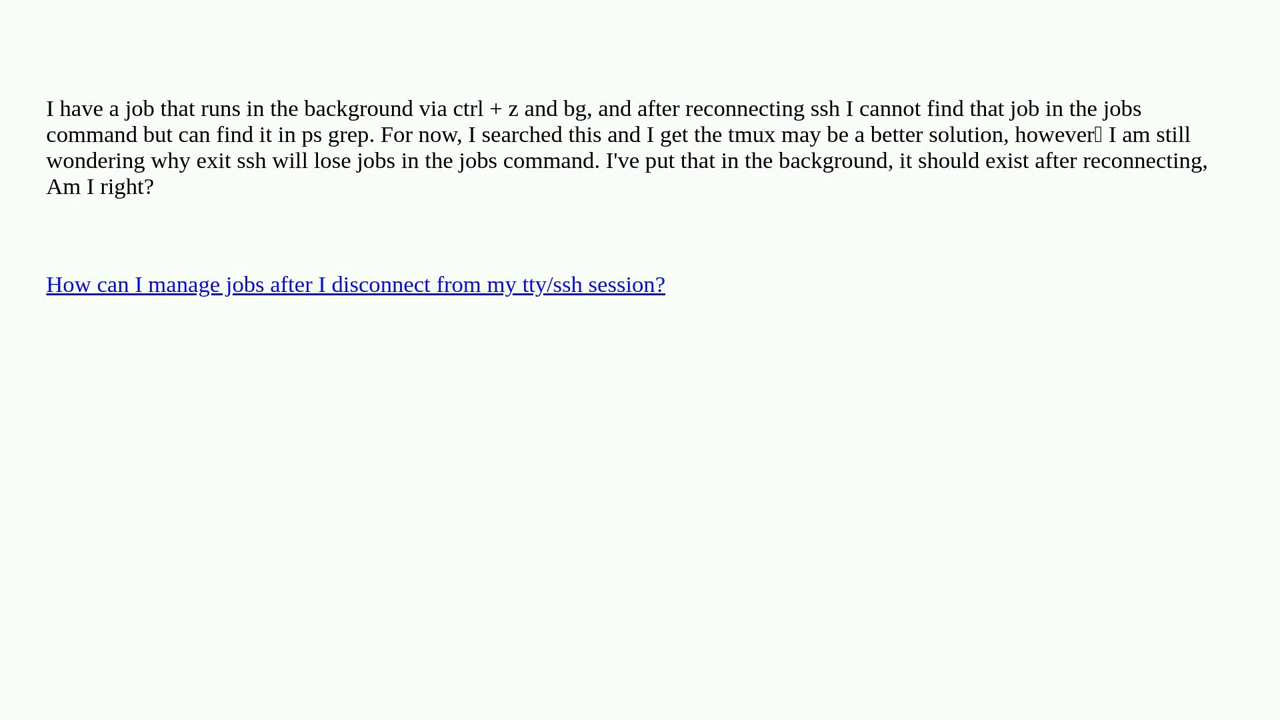 I have a job that runs in the background via ctrl + z and bg, and after reconnecting ssh I cannot find that job in the jobs
command but can find it in ps grep. For now, I searched this and I get the tmux may be a better solution, however I am still
wondering why exit ssh will lose jobs in the jobs command. I've put that in the background, it should exist after reconnecting,
Am I right?
How can I manage jobs after I disconnect from my tty/ssh session?